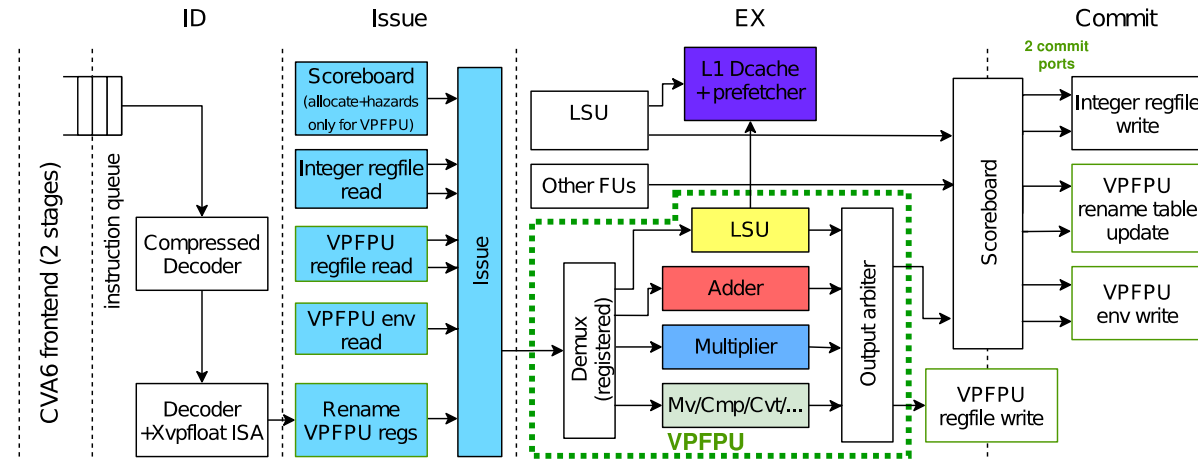 ID
Issue
EX
Commit
CVA6 frontend (2 stages)
instruction queue
Compressed
Decoder
Decoder
+Xvpfloat ISA
Scoreboard
(allocate+hazards
only for VPFPU)
Integer regfile
read
VPFPU
regfile read
VPFPU env
read
Rename
VPFPU regs
Issue
LSU
L1 Dcache
+prefetcher
Other FUs
Demux
(registered)
LSU
Adder
Multiplier
Mv/Cmp/Cvt/...
VPFPU
Output arbiter
Scoreboard
VPFPU
regfile write
2 commit
ports
Integer regfile
write
VPFPU
rename table
update
VPFPU
env write